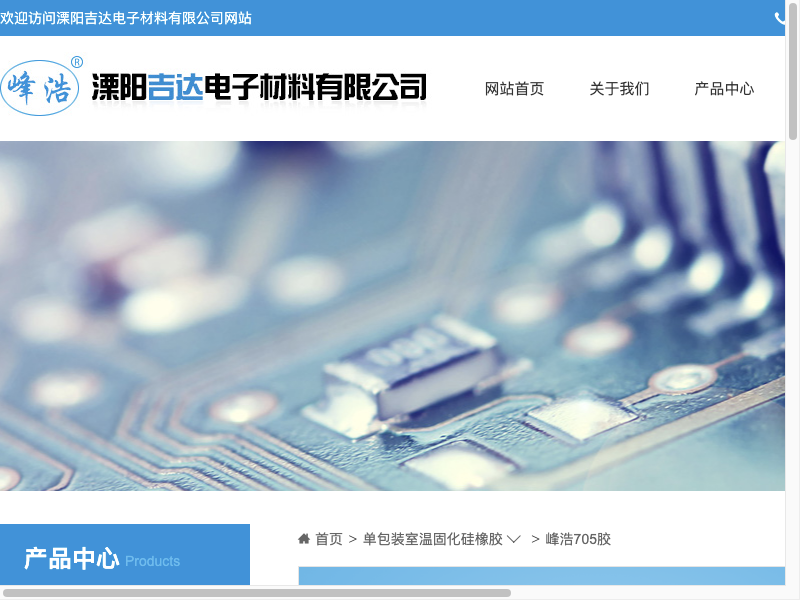 欢迎访问溧阳吉达电子材料有限公司网站
峰浩®
溧阳吉达电子材料有限公司
网站首页 关于我们 产品中心
产品中心 Products
首页 > 单包装室温固化硅橡胶 > 峰浩705胶